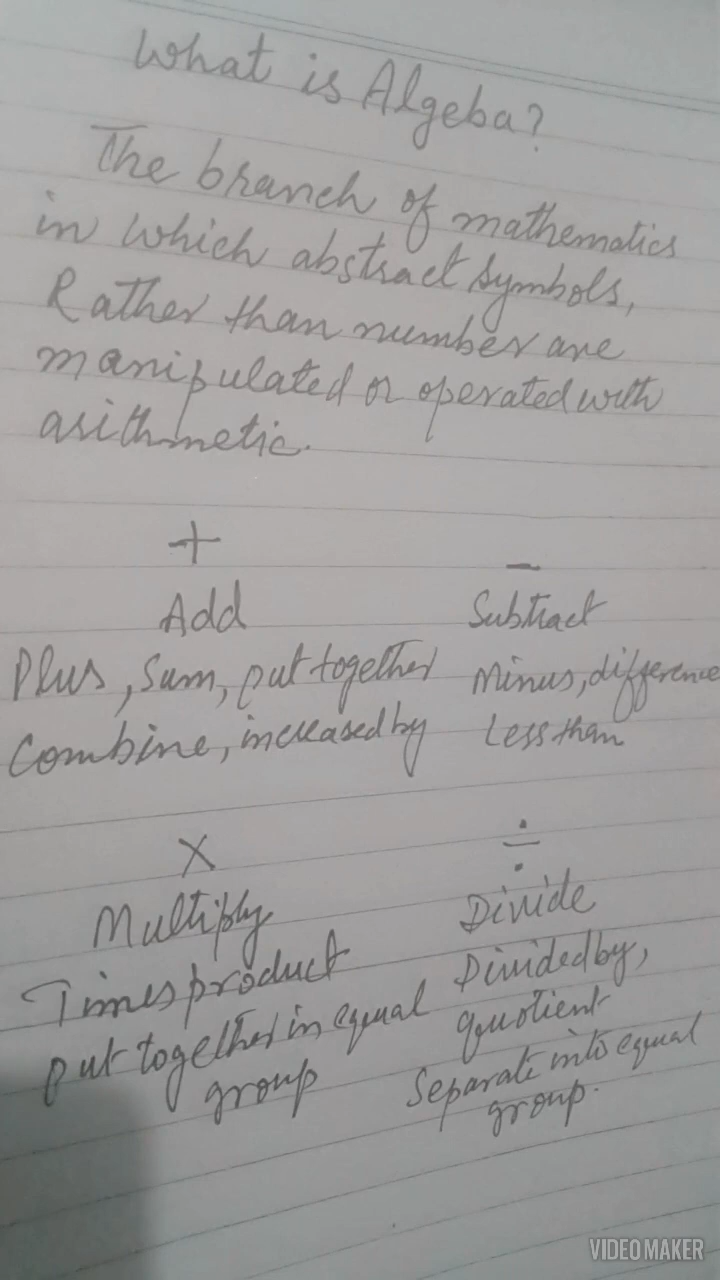 What is Algeba?
The branch of mathematics
in which abstract symbols,
Rather than number are
manipulated or operated with
arithmetic.
+ −
Add Subtract
Plus, Sum, put together Minus, difference
Combine, increased by Less than
× ÷
Multiply Divide
Times product Divided by,
put together in equal quotient
group Separate into equal
group.
VIDEO MAKER